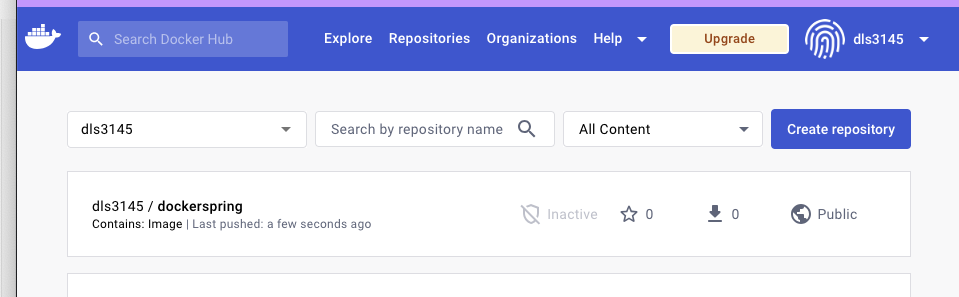 Search Docker Hub Explore Repositories Organizations Help Upgrade dls3145
dls3145 Search by repository name All Content Create repository
dls3145 / dockerspring Inactive 0 0 Public
Contains: Image | Last pushed: a few seconds ago